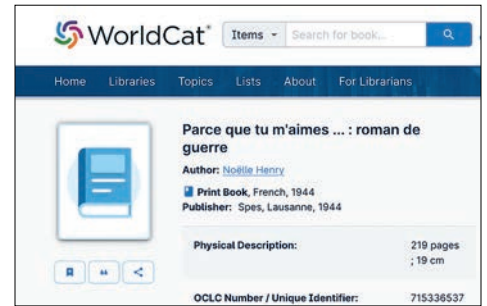 WorldCat®
Items Search for book...
Home Libraries Topics Lists About For Librarians
Parce que tu m'aimes ... : roman de
guerre
Author: Noëlle Henry
Print Book, French, 1944
Publisher: Spes, Lausanne, 1944
Physical Description: 219 pages
; 19 cm
OCLC Number / Unique Identifier: 715336537